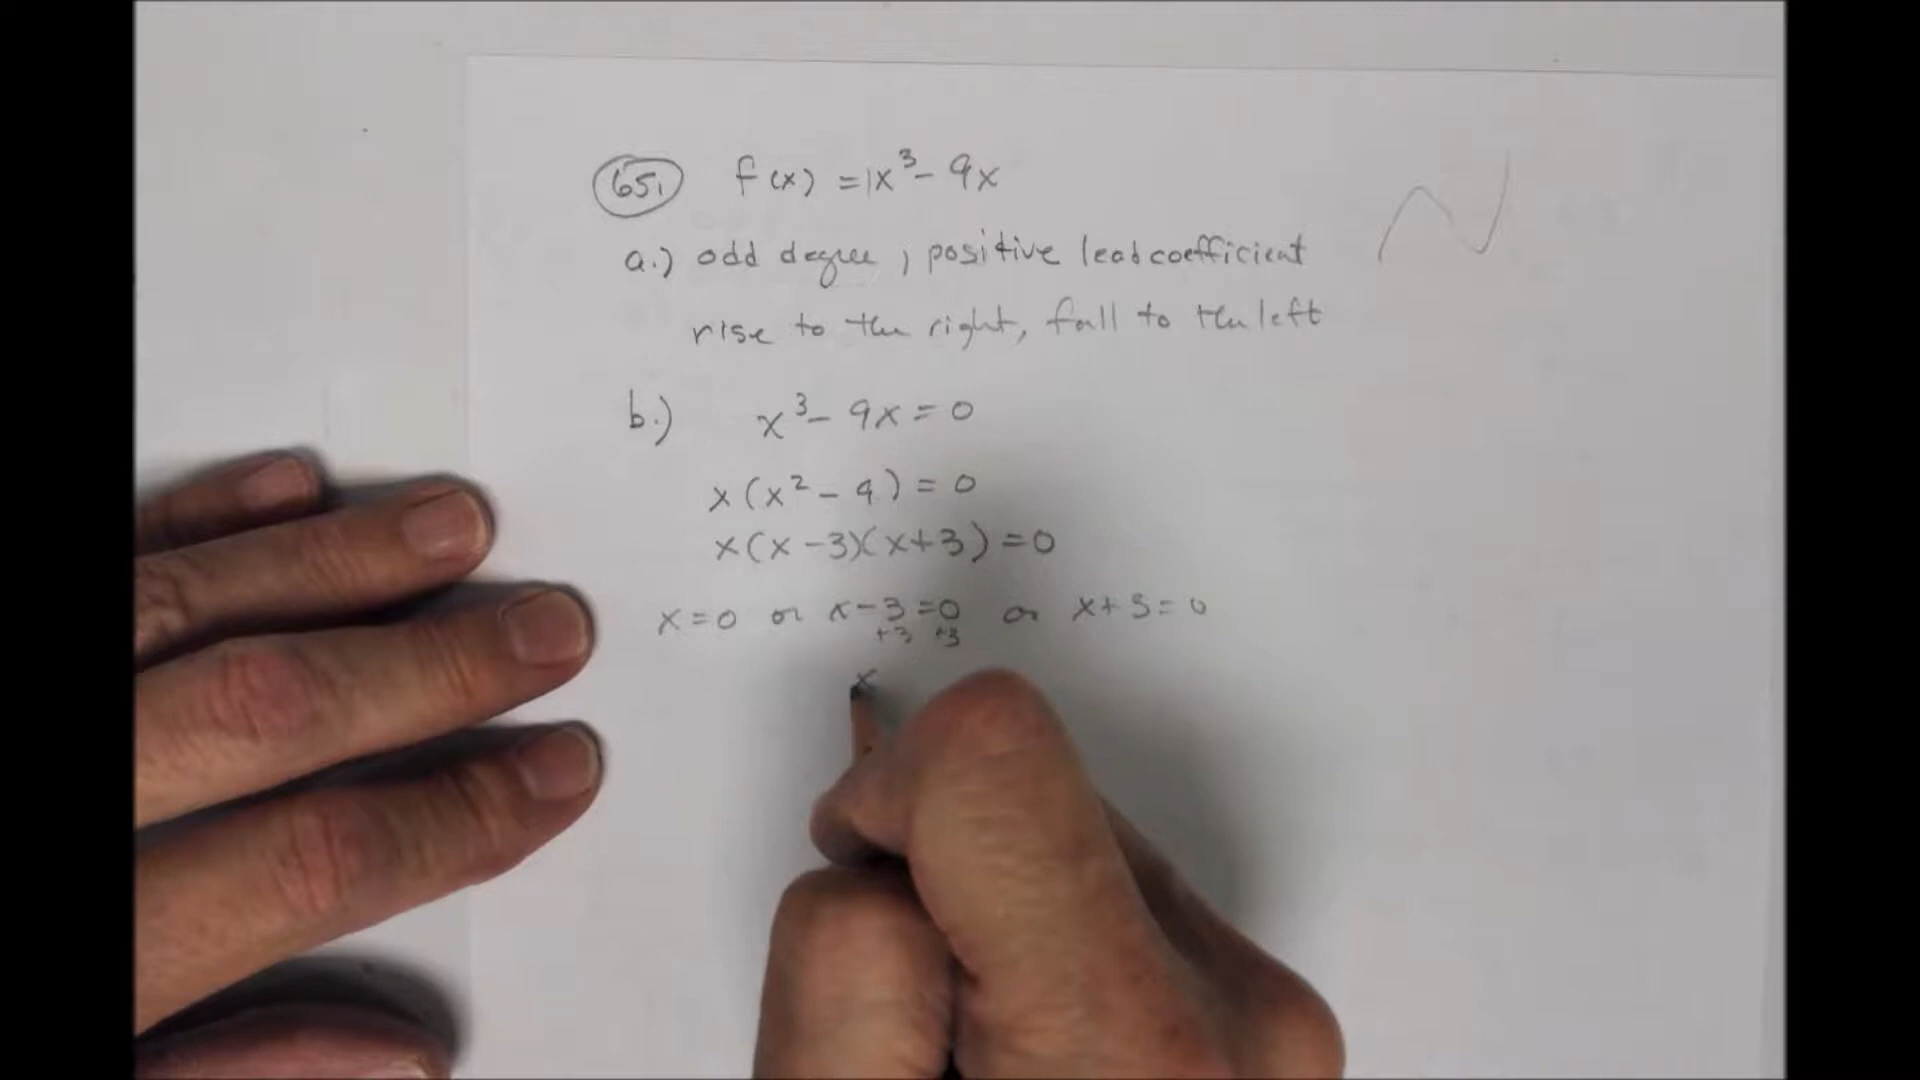 65. f(x) = 1x³ - 9x
a.) odd degree, positive lead coefficient
rise to the right, fall to the left
b.) x³ - 9x = 0
x(x² - 9) = 0
x(x - 3)(x + 3) = 0
x = 0 or x - 3 = 0 or x + 3 = 0
+3 +3
x